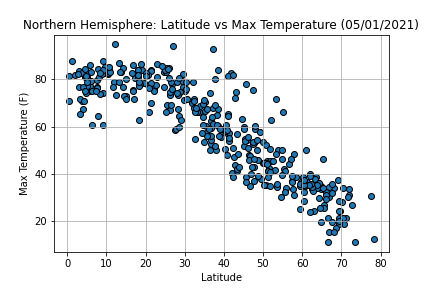 Northern Hemisphere: Latitude vs Max Temperature (05/01/2021)
Max Temperature (F)
80
60
40
20
0 10 20 30 40 50 60 70 80
Latitude